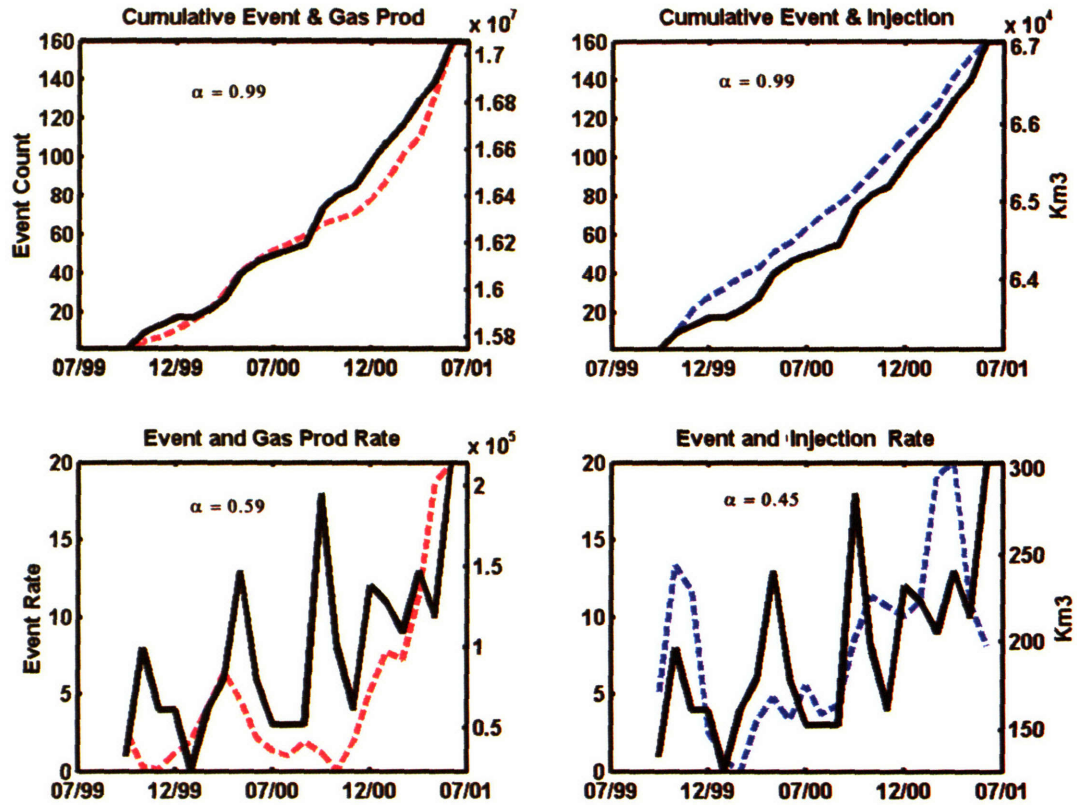 Cumulative Event & Gas Prod
x 10^7
160
140
120
100
80
60
40
20
Event Count
α = 0.99
1.7
1.68
1.66
1.64
1.62
1.6
1.58
07/99 12/99 07/00 12/00 07/01
Cumulative Event & Injection
x 10^4
160
140
120
100
80
60
40
20
α = 0.99
6.7
6.6
6.5
6.4
Km3
07/99 12/99 07/00 12/00 07/01
Event and Gas Prod Rate
x 10^5
20
15
10
5
0
Event Rate
α = 0.59
2
1.5
1
0.5
07/99 12/99 07/00 12/00 07/01
Event and Injection Rate
20
15
10
5
0
α = 0.45
300
250
200
150
Km3
07/99 12/99 07/00 12/00 07/01